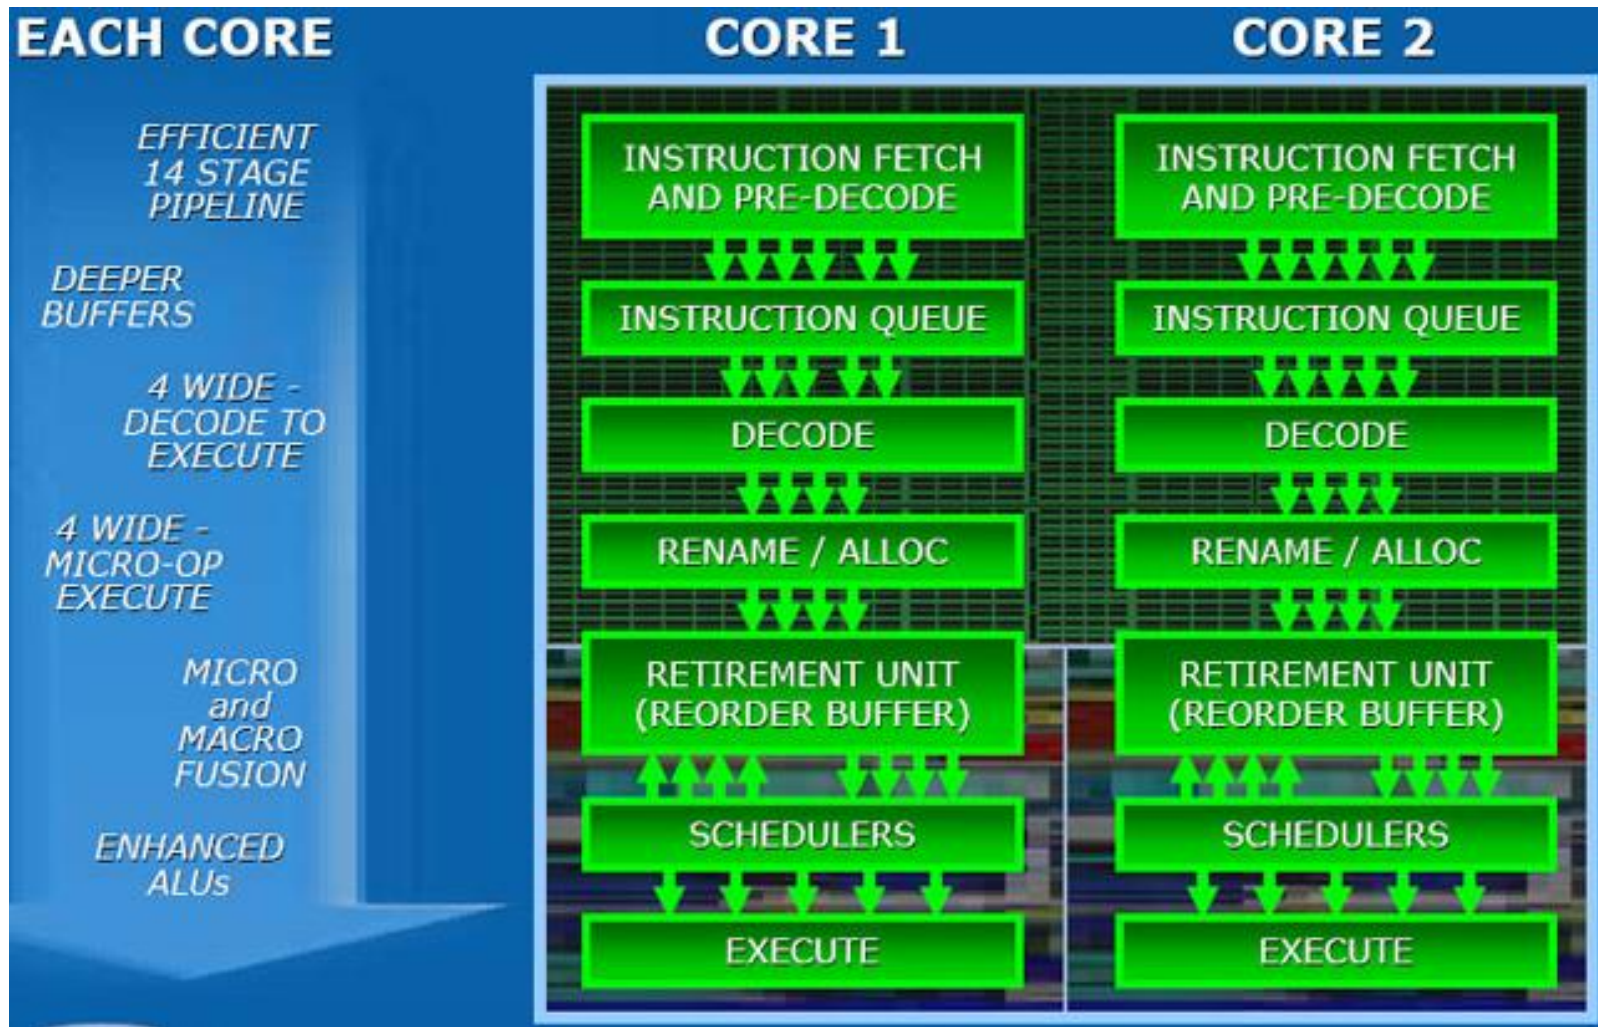 EACH CORE
CORE 1
CORE 2
EFFICIENT
14 STAGE
PIPELINE
DEEPER
BUFFERS
4 WIDE -
DECODE TO
EXECUTE
4 WIDE -
MICRO-OP
EXECUTE
MICRO
and
MACRO
FUSION
ENHANCED
ALUs
INSTRUCTION FETCH
AND PRE-DECODE
INSTRUCTION QUEUE
DECODE
RENAME / ALLOC
RETIREMENT UNIT
(REORDER BUFFER)
SCHEDULERS
EXECUTE
INSTRUCTION FETCH
AND PRE-DECODE
INSTRUCTION QUEUE
DECODE
RENAME / ALLOC
RETIREMENT UNIT
(REORDER BUFFER)
SCHEDULERS
EXECUTE